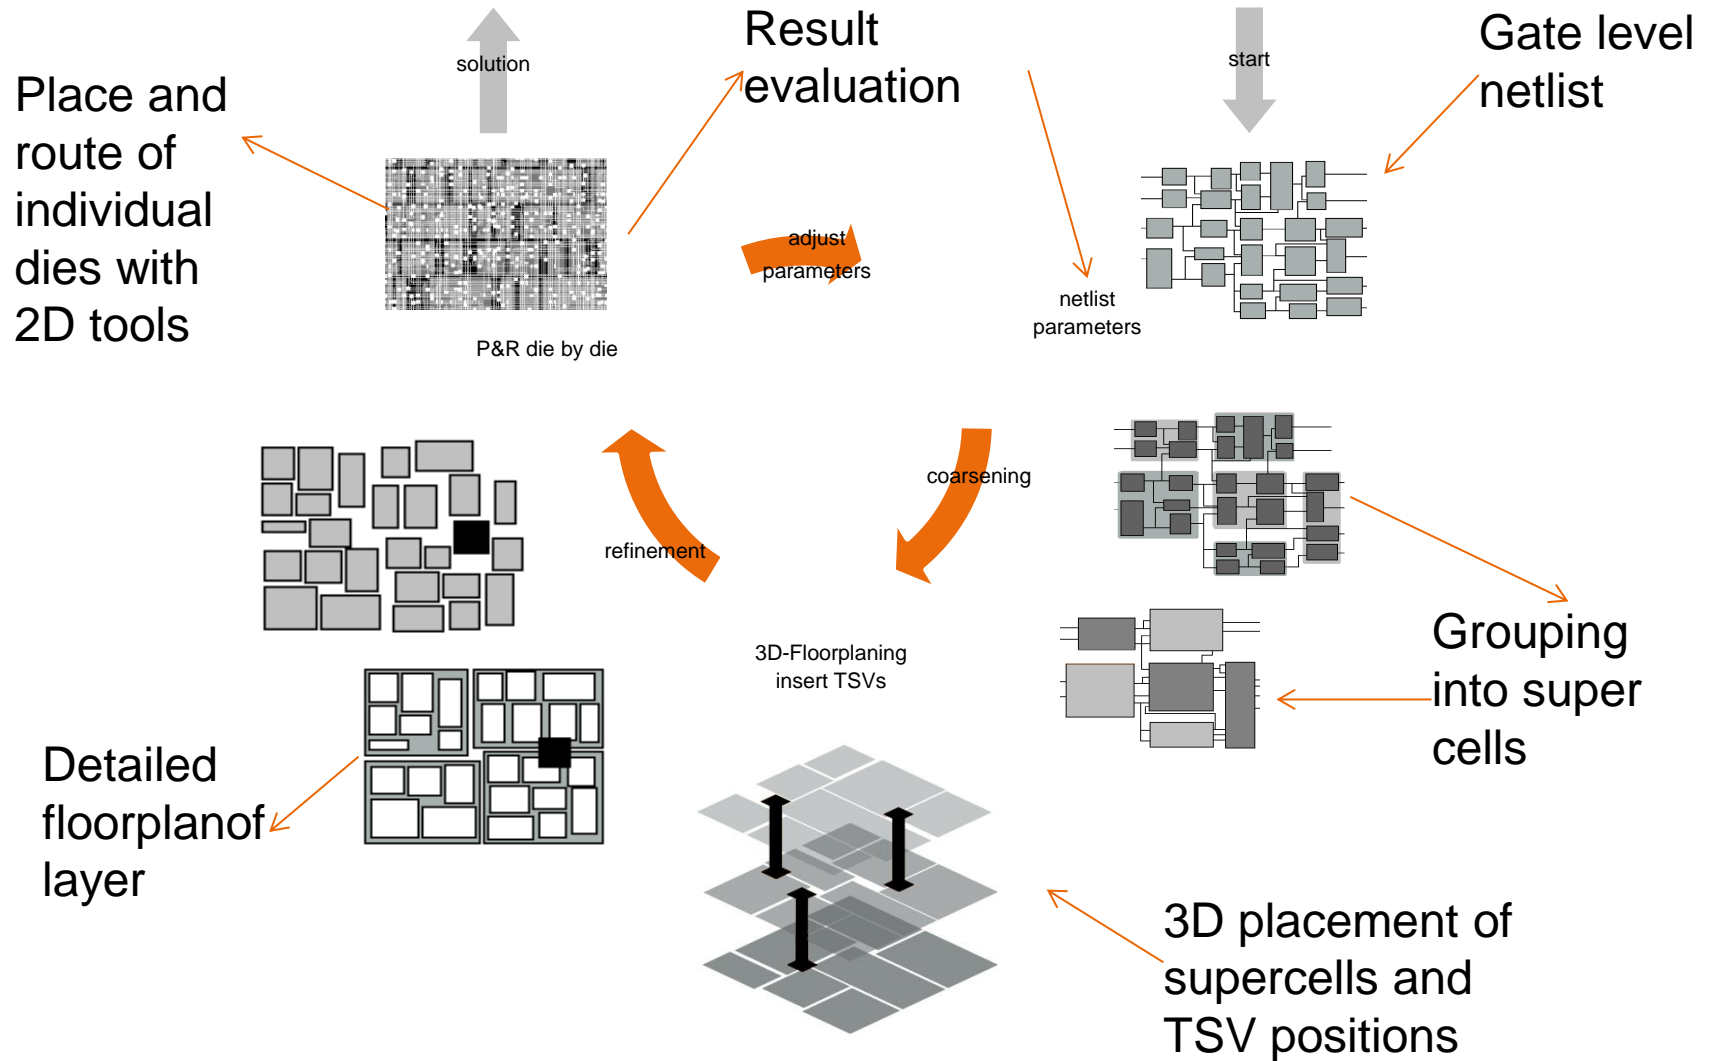 solution
Result
evaluation
start
Gate level
netlist
Place and
route of
individual
dies with
2D tools
adjust
parameters
netlist
parameters
P&R die by die
coarsening
refinement
3D-Floorplaning
insert TSVs
Grouping
into super
cells
Detailed
floorplanof
layer
3D placement of
supercells and
TSV positions